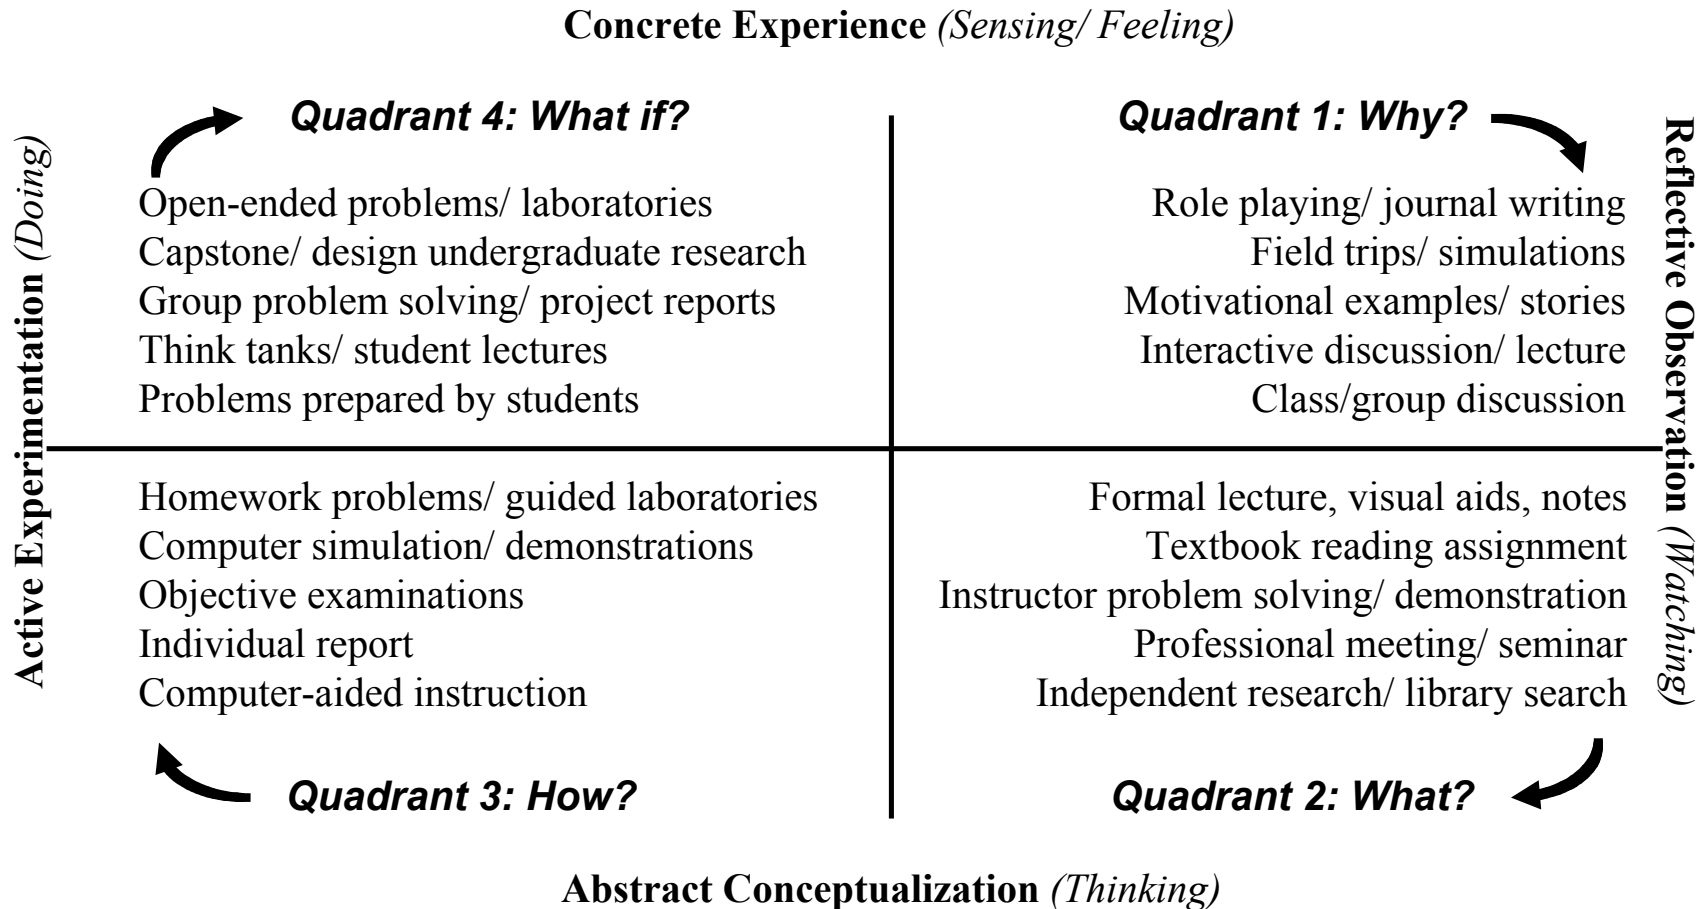 Concrete Experience (Sensing/ Feeling)
Quadrant 4: What if?
Open-ended problems/ laboratories
Capstone/ design undergraduate research
Group problem solving/ project reports
Think tanks/ student lectures
Problems prepared by students
Quadrant 1: Why?
Role playing/ journal writing
Field trips/ simulations
Motivational examples/ stories
Interactive discussion/ lecture
Class/group discussion
Active Experimentation (Doing)
Reflective Observation (Watching)
Homework problems/ guided laboratories
Computer simulation/ demonstrations
Objective examinations
Individual report
Computer-aided instruction
Quadrant 3: How?
Formal lecture, visual aids, notes
Textbook reading assignment
Instructor problem solving/ demonstration
Professional meeting/ seminar
Independent research/ library search
Quadrant 2: What?
Abstract Conceptualization (Thinking)